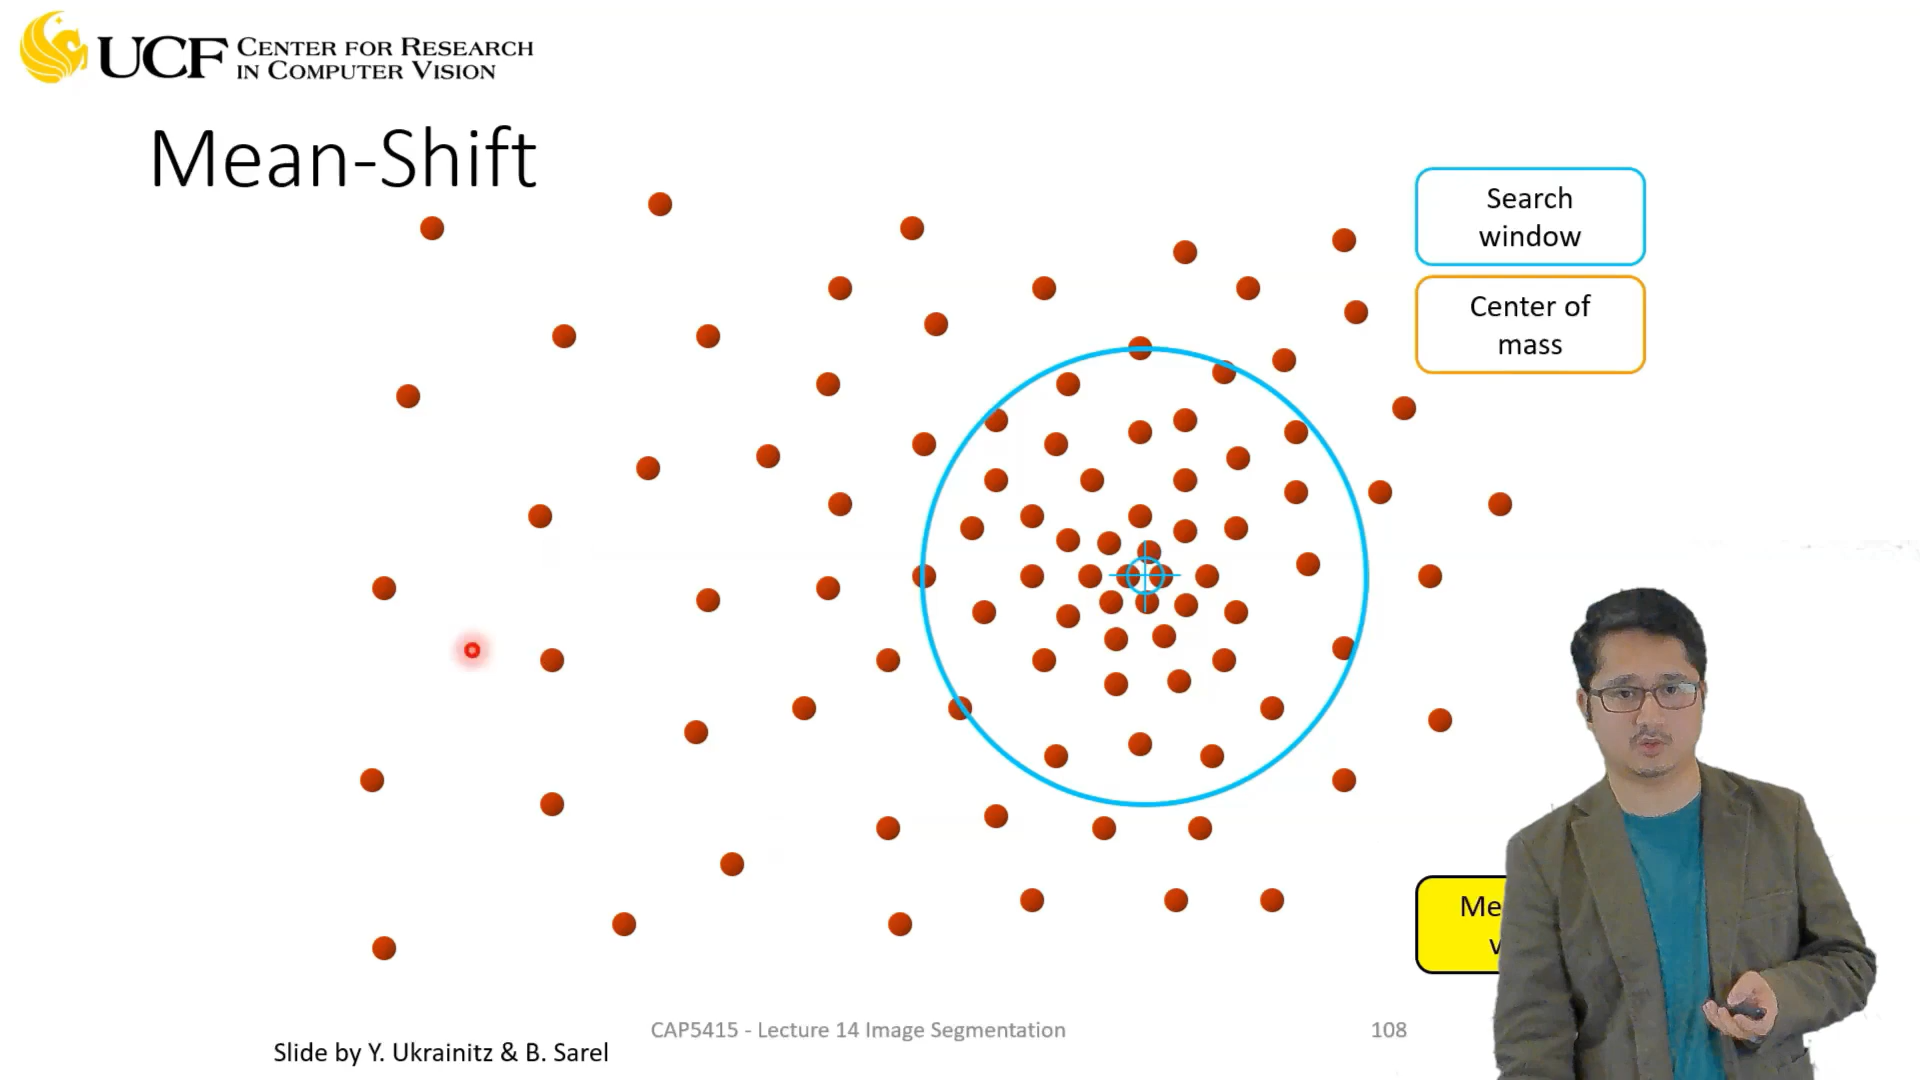 UCF
CENTER FOR RESEARCH
IN COMPUTER VISION
Mean-Shift
Search
window
Center of
mass
CAP5415 - Lecture 14 Image Segmentation
108
Slide by Y. Ukrainitz & B. Sarel